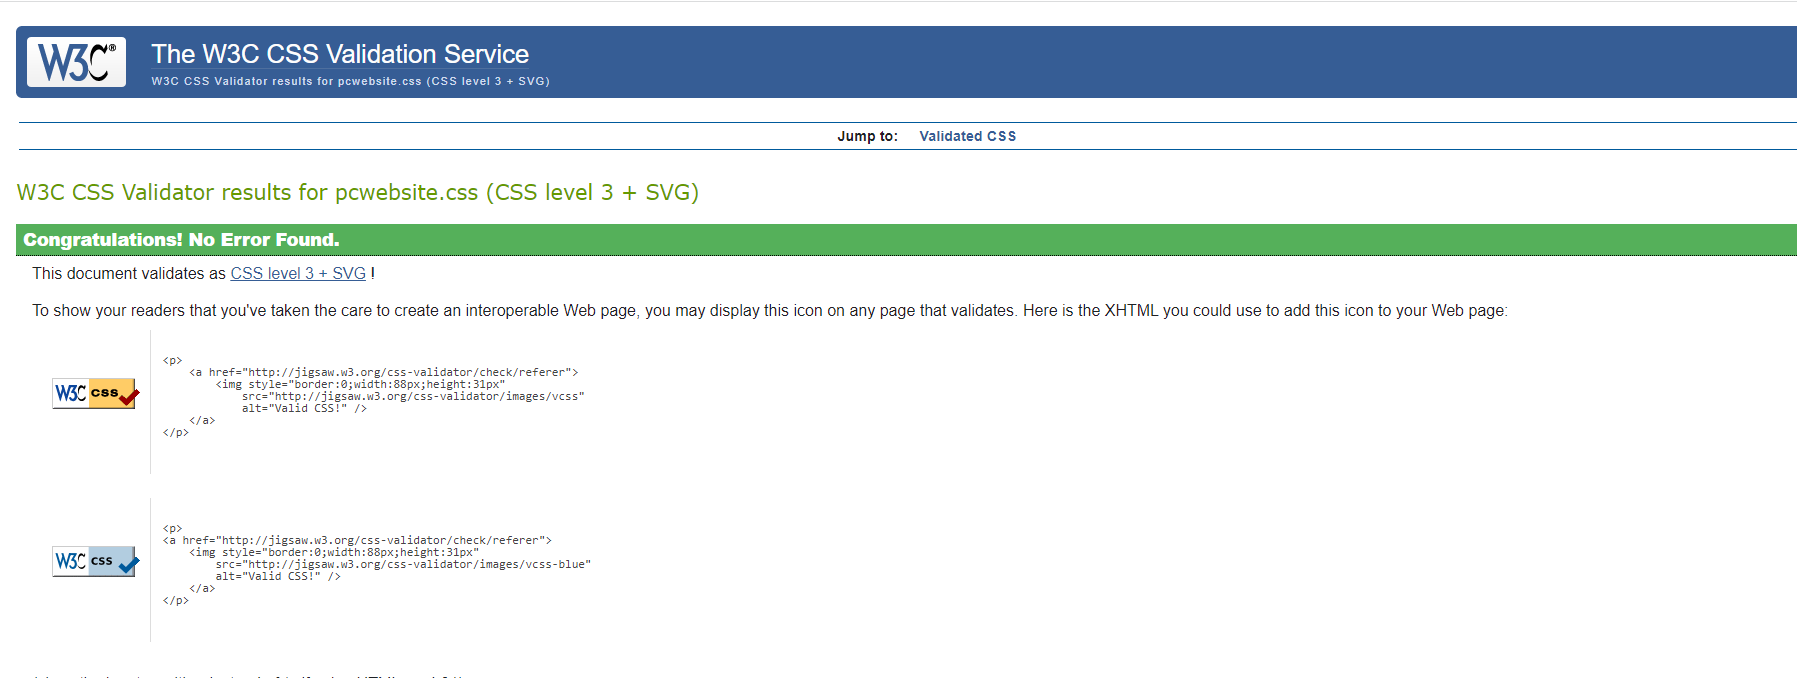 W3C®
The W3C CSS Validation Service
W3C CSS Validator results for pcwebsite.css (CSS level 3 + SVG)
Jump to: Validated CSS
W3C CSS Validator results for pcwebsite.css (CSS level 3 + SVG)
Congratulations! No Error Found.
This document validates as CSS level 3 + SVG !
To show your readers that you've taken the care to create an interoperable Web page, you may display this icon on any page that validates. Here is the XHTML you could use to add this icon to your Web page:
W3C css
<p>
<a href="http://jigsaw.w3.org/css-validator/check/referer">
<img style="border:0;width:88px;height:31px"
src="http://jigsaw.w3.org/css-validator/images/vcss"
alt="Valid CSS!" />
</a>
</p>
W3C css
<p>
<a href="http://jigsaw.w3.org/css-validator/check/referer">
<img style="border:0;width:88px;height:31px"
src="http://jigsaw.w3.org/css-validator/images/vcss-blue"
alt="Valid CSS!" />
</a>
</p>